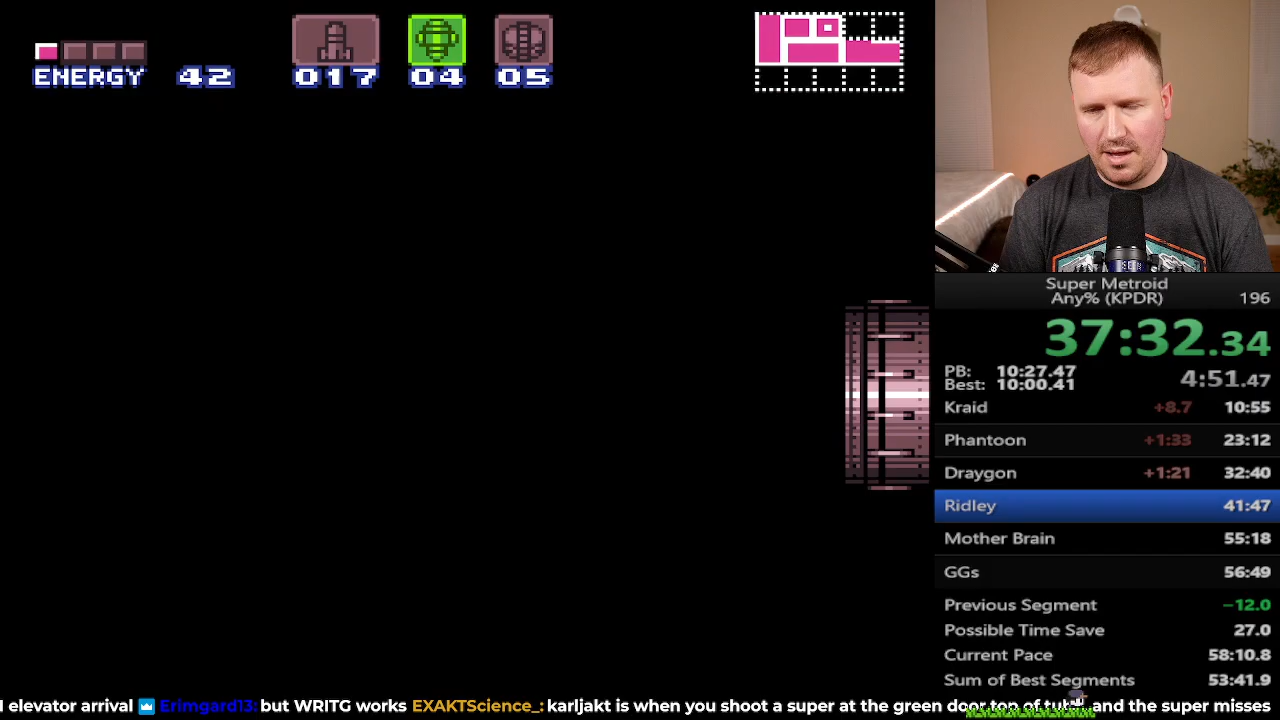 ENERGY 42 017 04 05
Super Metroid
Any% (KPDR) 196
37:32.34
PB: 10:27.47
Best: 10:00.41
4:51.47
Kraid +8.7 10:55
Phantoon +1:33 23:12
Draygon +1:21 32:40
Ridley 41:47
Mother Brain 55:18
GGs 56:49
Previous Segment −12.0
Possible Time Save 27.0
Current Pace 58:10.8
Sum of Best Segments 53:41.9
elevator arrival Erimgard13: but WRITG works EXAKTScience_: karljakt is when you shoot a super at the green door top of and the super misses